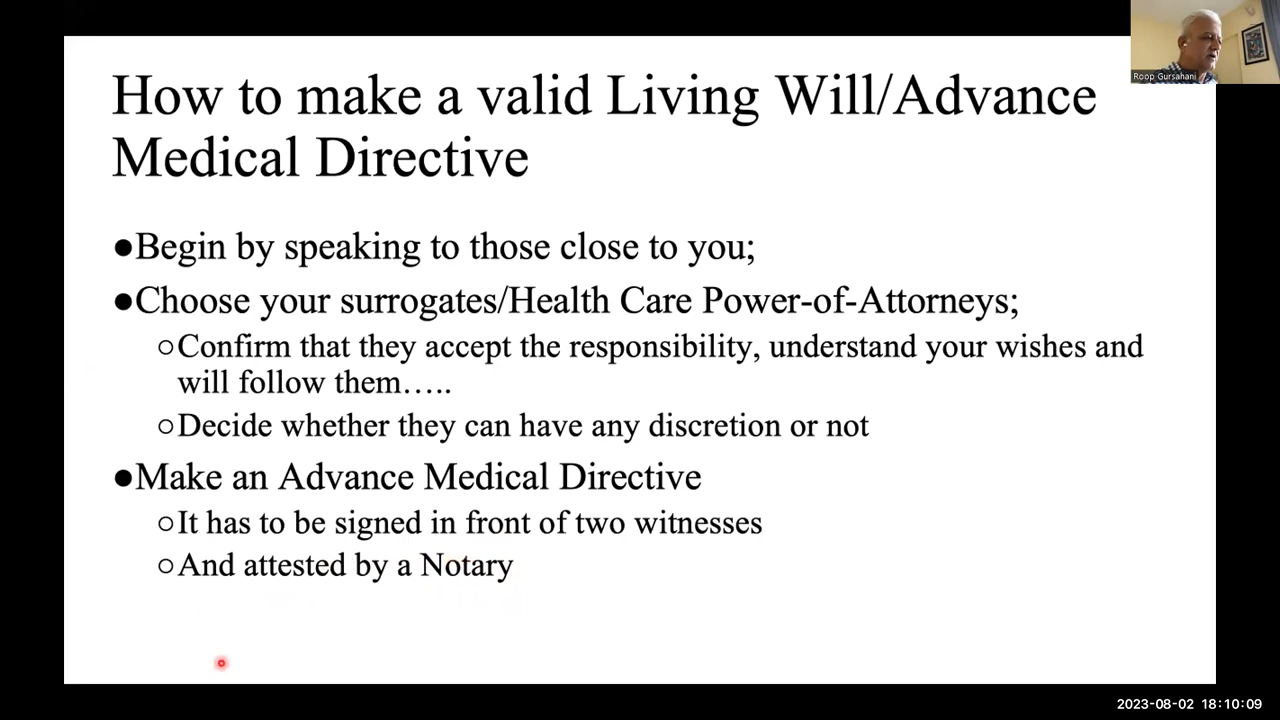 How to make a valid Living Will/Advance
Medical Directive
●Begin by speaking to those close to you;
●Choose your surrogates/Health Care Power-of-Attorneys;
○Confirm that they accept the responsibility, understand your wishes and
will follow them…..
○Decide whether they can have any discretion or not
●Make an Advance Medical Directive
○It has to be signed in front of two witnesses
○And attested by a Notary
Roop Gursahani
2023-08-02 18:10:09